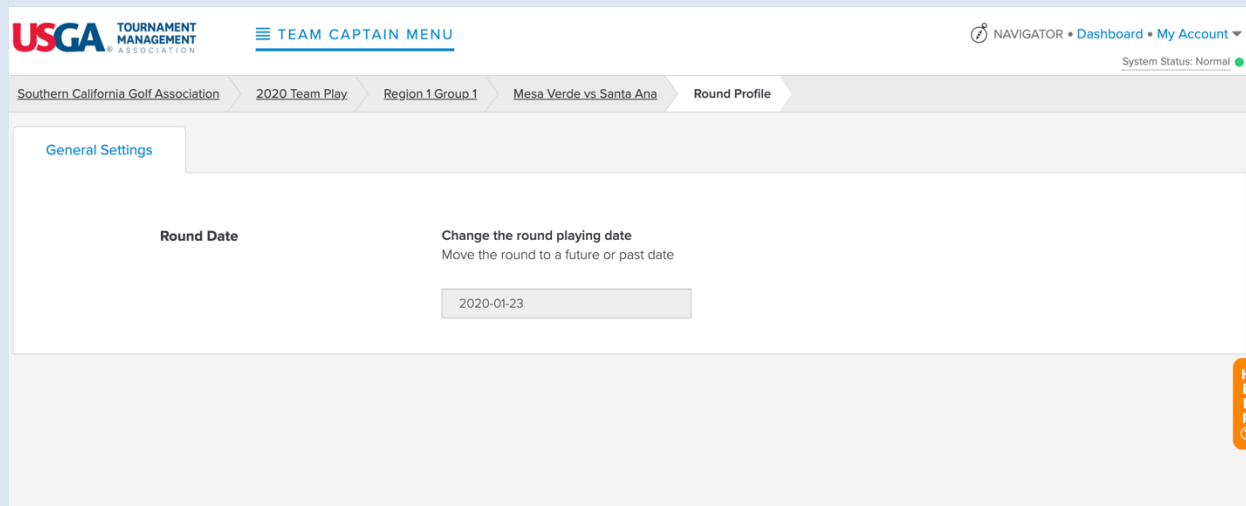 USGA® TOURNAMENT MANAGEMENT ASSOCIATION
TEAM CAPTAIN MENU
NAVIGATOR • Dashboard • My Account
System Status: Normal
Southern California Golf Association 2020 Team Play Region 1 Group 1 Mesa Verde vs Santa Ana Round Profile
General Settings
Round Date
Change the round playing date
Move the round to a future or past date
2020-01-23